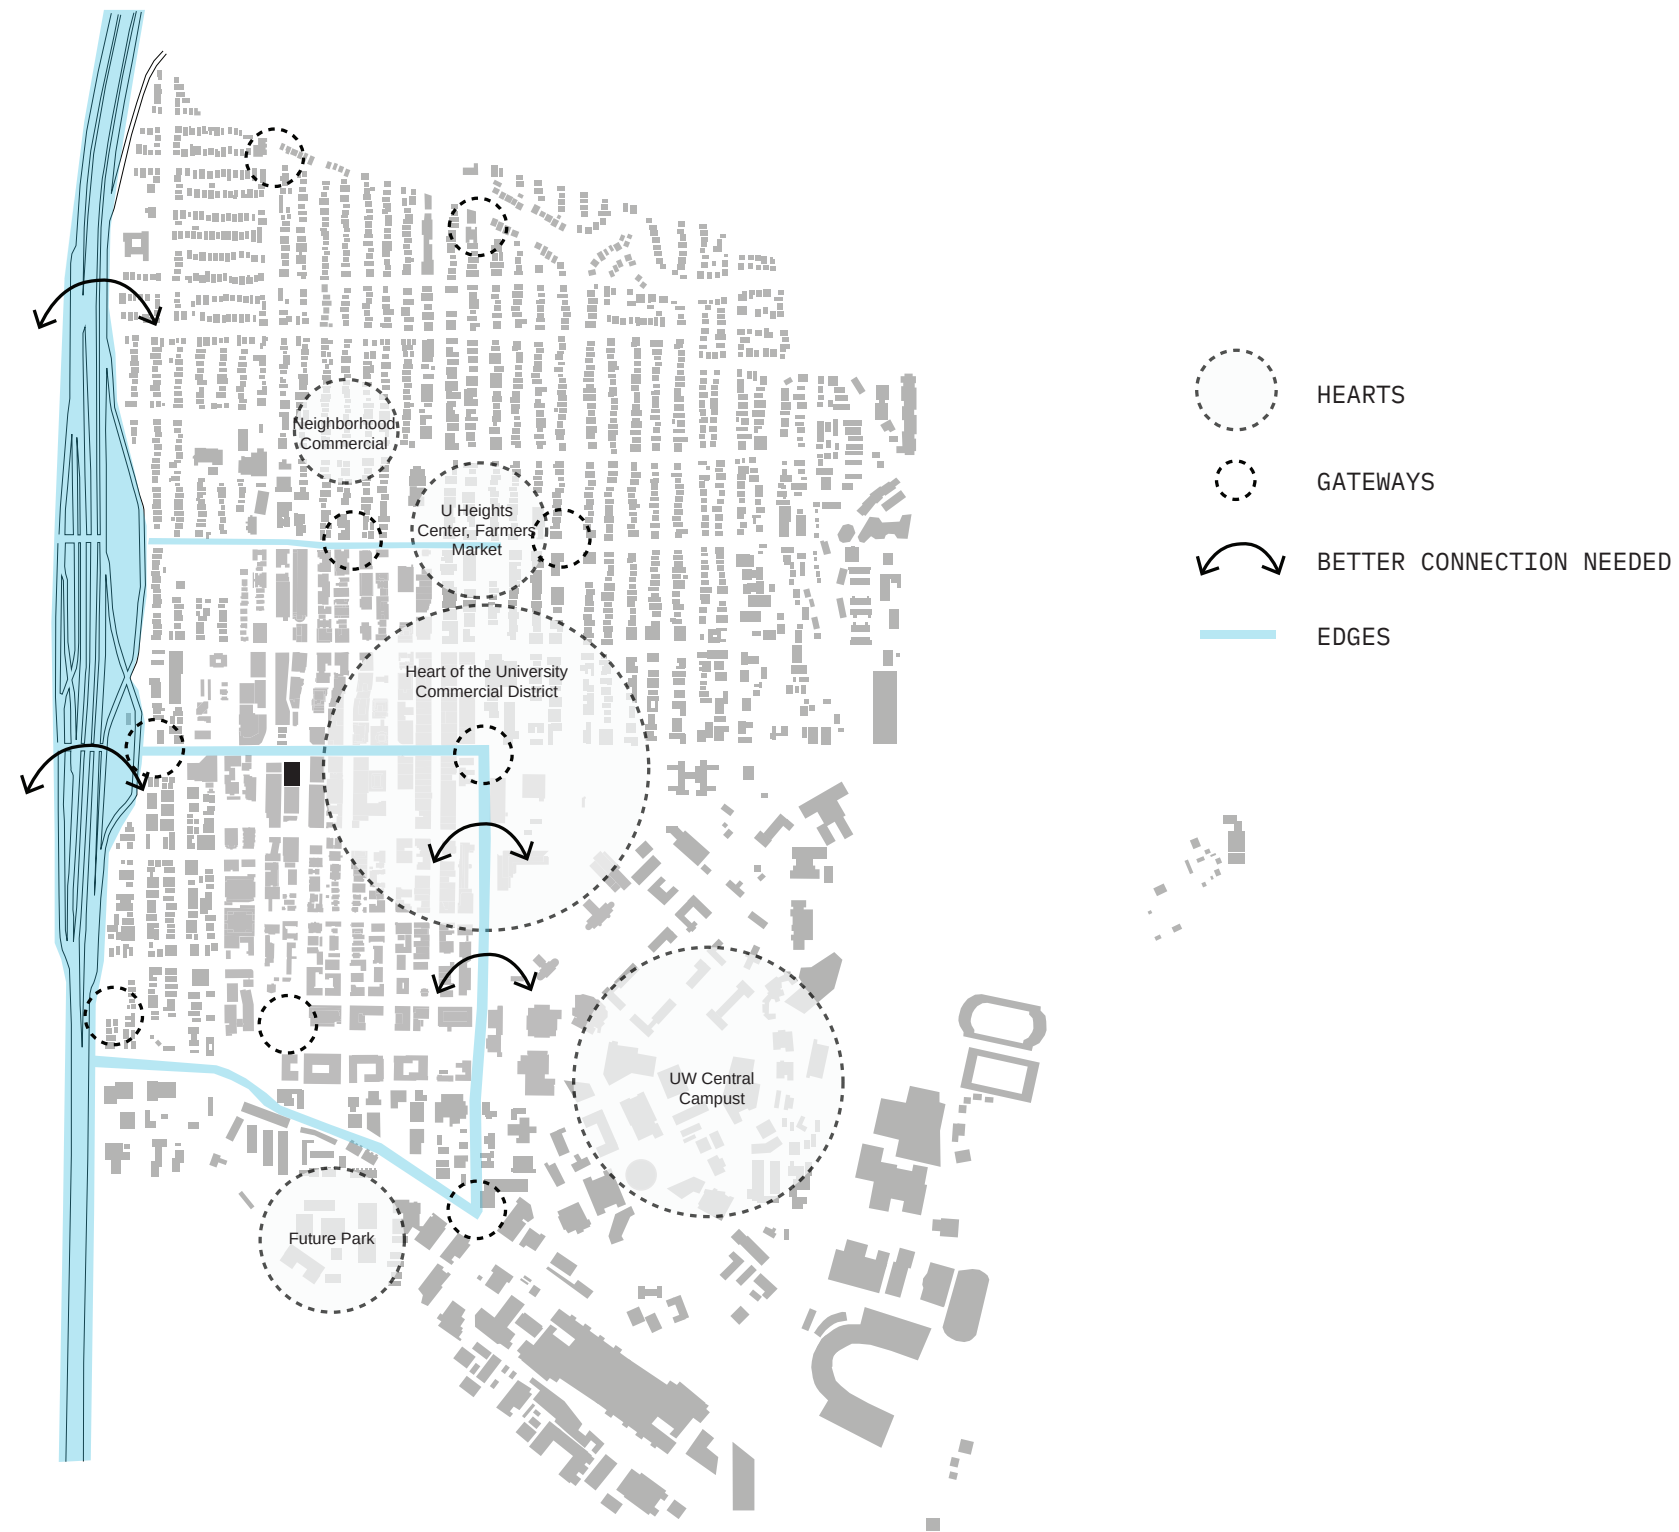 Neighborhood
Commercial
U Heights
Center, Farmers
Market
Heart of the University
Commercial District
UW Central
Campust
Future Park
HEARTS
GATEWAYS
BETTER CONNECTION NEEDED
EDGES